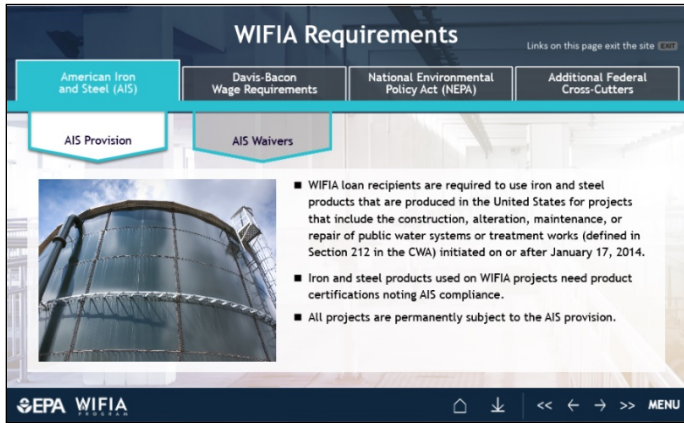 WIFIA Requirements
Links on this page exit the site EXIT
American Iron
and Steel (AIS)
Davis-Bacon
Wage Requirements
National Environmental
Policy Act (NEPA)
Additional Federal
Cross-Cutters
AIS Provision
AIS Waivers
■ WIFIA loan recipients are required to use iron and steel
products that are produced in the United States for projects
that include the construction, alteration, maintenance, or
repair of public water systems or treatment works (defined in
Section 212 in the CWA) initiated on or after January 17, 2014.
■ Iron and steel products used on WIFIA projects need product
certifications noting AIS compliance.
■ All projects are permanently subject to the AIS provision.
EPA WIFIA
PROGRAM
<< ← → >> MENU